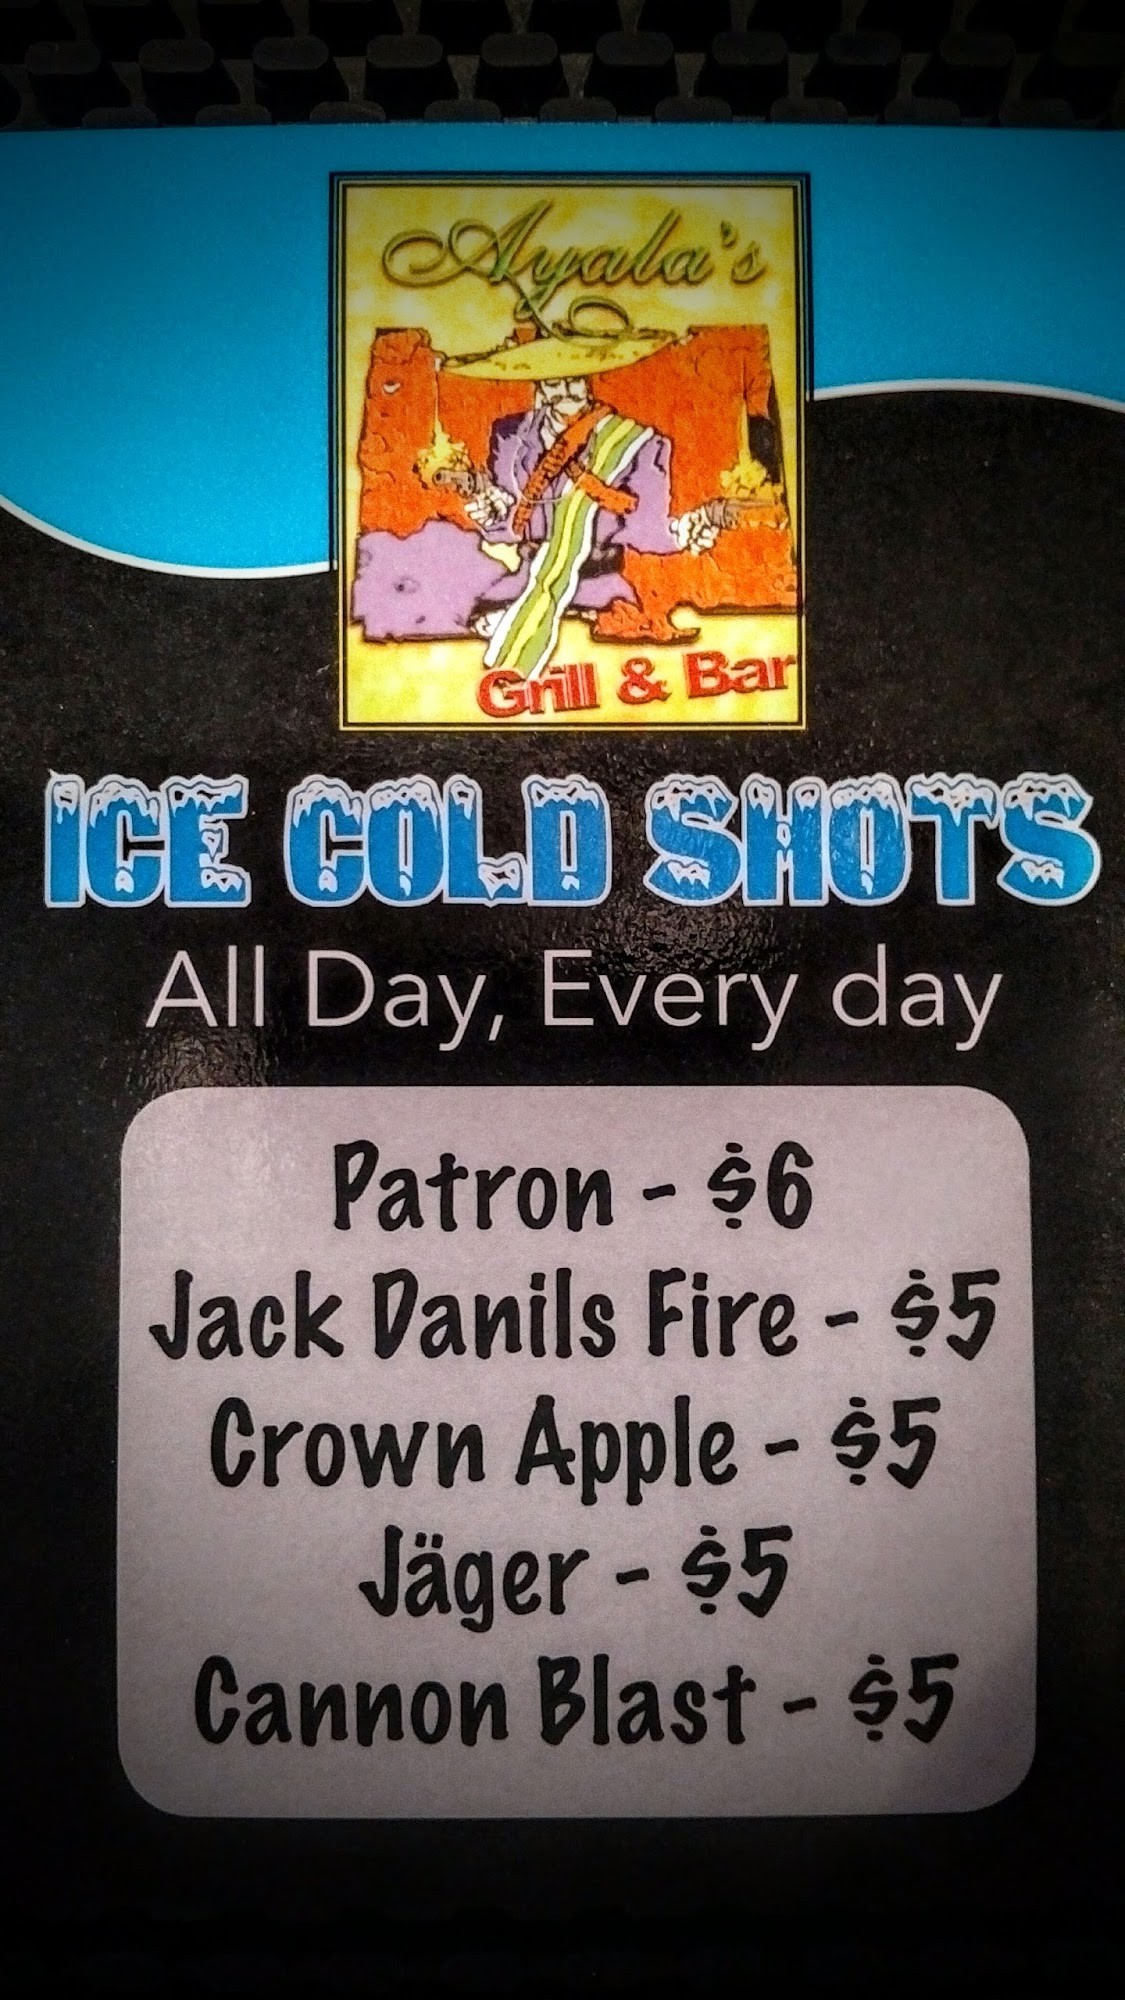 Ayala's
Grill & Bar
ICE COLD SHOTS
All Day, Every day
Patron - $6
Jack Danils Fire - $5
Crown Apple - $5
Jäger - $5
Cannon Blast - $5